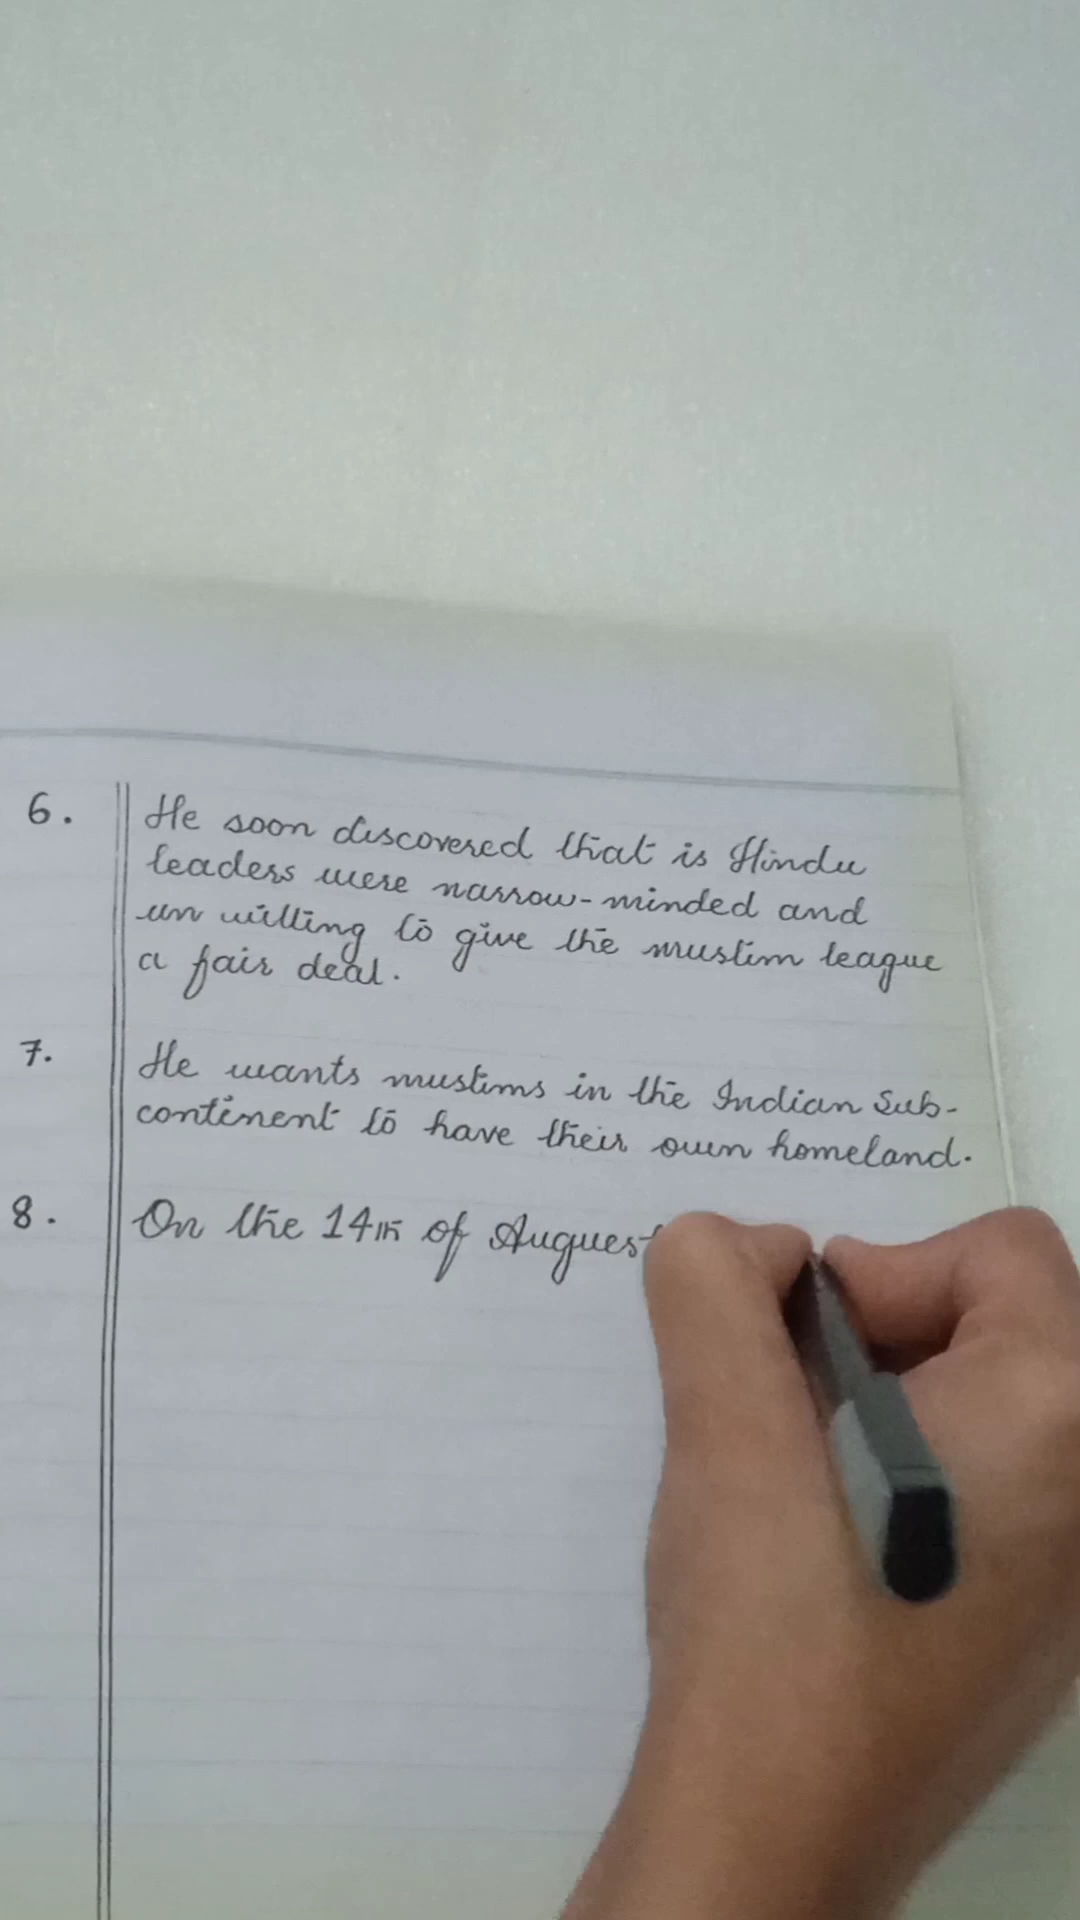 6. He soon discovered that is Hindu
leaders were narrow-minded and
un willing to give the muslim league
a fair deal.
7. He wants muslims in the Indian Sub-
continent to have their own homeland.
8. On the 14th of Auguest